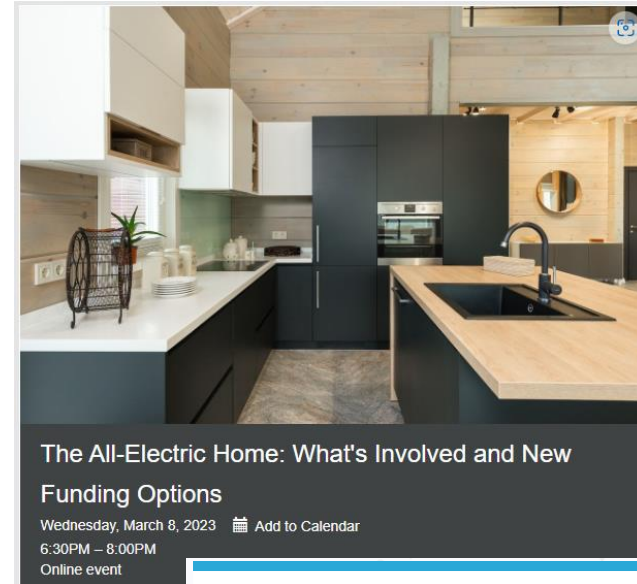 The All-Electric Home: What's Involved and New
Funding Options
Wednesday, March 8, 2023 Add to Calendar
6:30PM – 8:00PM
Online event